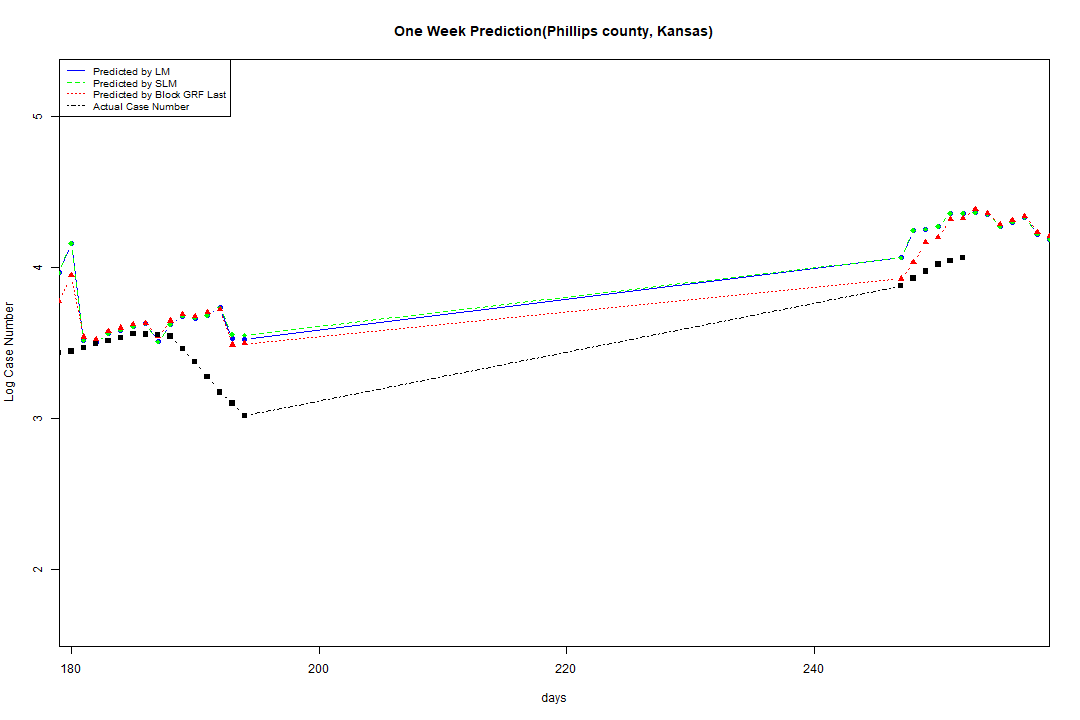 One Week Prediction(Phillips county, Kansas)
Predicted by LM
Predicted by SLM
Predicted by Block GRF Last
Actual Case Number
5
4
3
2
Log Case Number
180 200 220 240
days